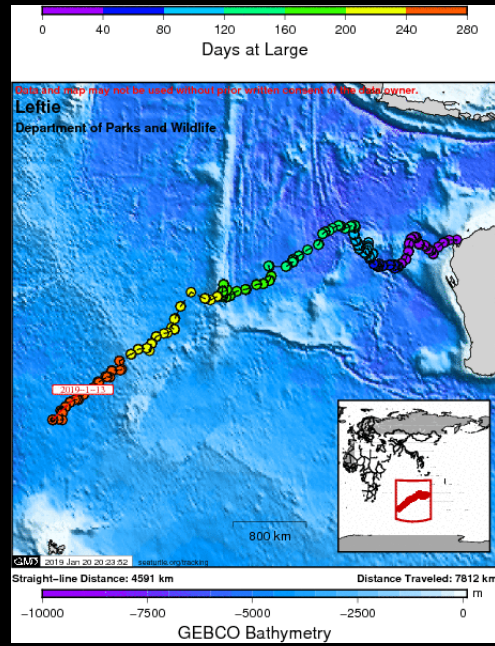 0 40 80 120 160 200 240 280
Days at Large
Data and map may not be used without prior written consent of the data owner.
Leftie
Department of Parks and Wildlife
2019-1-13
800 km
GMD 2019 Jan 20 20:23:52 seaturtle.org/tracking
Straight-line Distance: 4591 km Distance Traveled: 7812 km
m
−10000 −7500 −5000 −2500 0
GEBCO Bathymetry